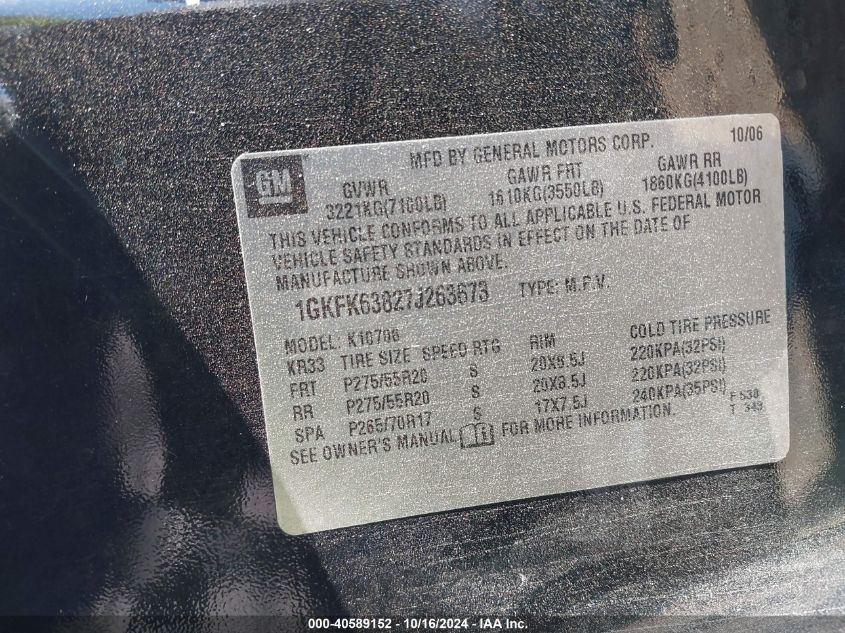 10/06
MFD BY GENERAL MOTORS CORP.
GM
GVWR GAWR FRT GAWR RR
3221KG(7100LB) 1610KG(3550LB) 1860KG(4100LB)
THIS VEHICLE CONFORMS TO ALL APPLICABLE U.S. FEDERAL MOTOR
VEHICLE SAFETY STANDARDS IN EFFECT ON THE DATE OF
MANUFACTURE SHOWN ABOVE.
1GKFK63827J263673 TYPE: M.P.V.
MODEL: K10706
KR33 TIRE SIZE SPEED RTG RIM COLD TIRE PRESSURE
FRT P275/55R20 S 20X8.5J 220KPA(32PSI)
RR P275/55R20 S 20X8.5J 220KPA(32PSI)
SPA P265/70R17 S 17X7.5J 240KPA(35PSI)
SEE OWNER'S MANUAL FOR MORE INFORMATION.
F 538
T 343
000-40589152 - 10/16/2024 - IAA Inc.